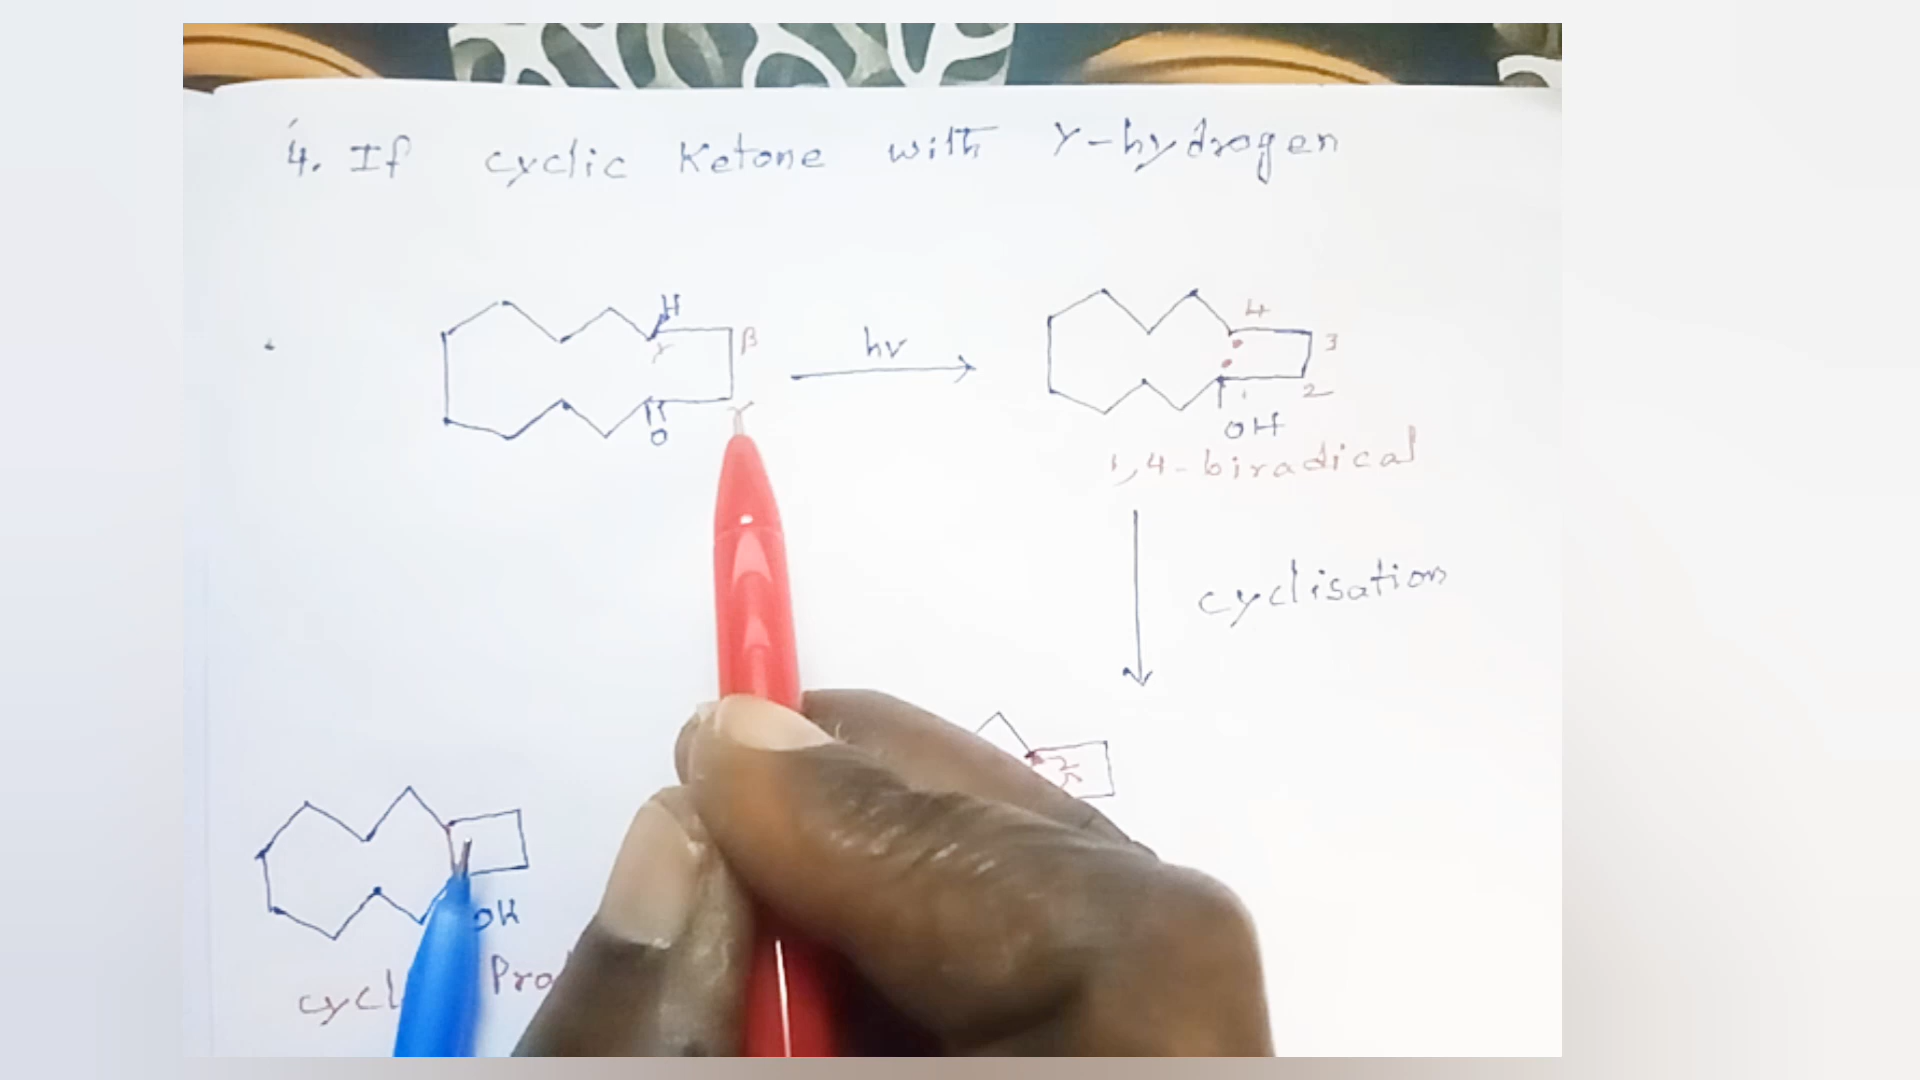 4. If cyclic Ketone with γ-hydrogen
H
γ
β
O
hν
4
3
1
2
OH
1,4-biradical
cyclisation
OH